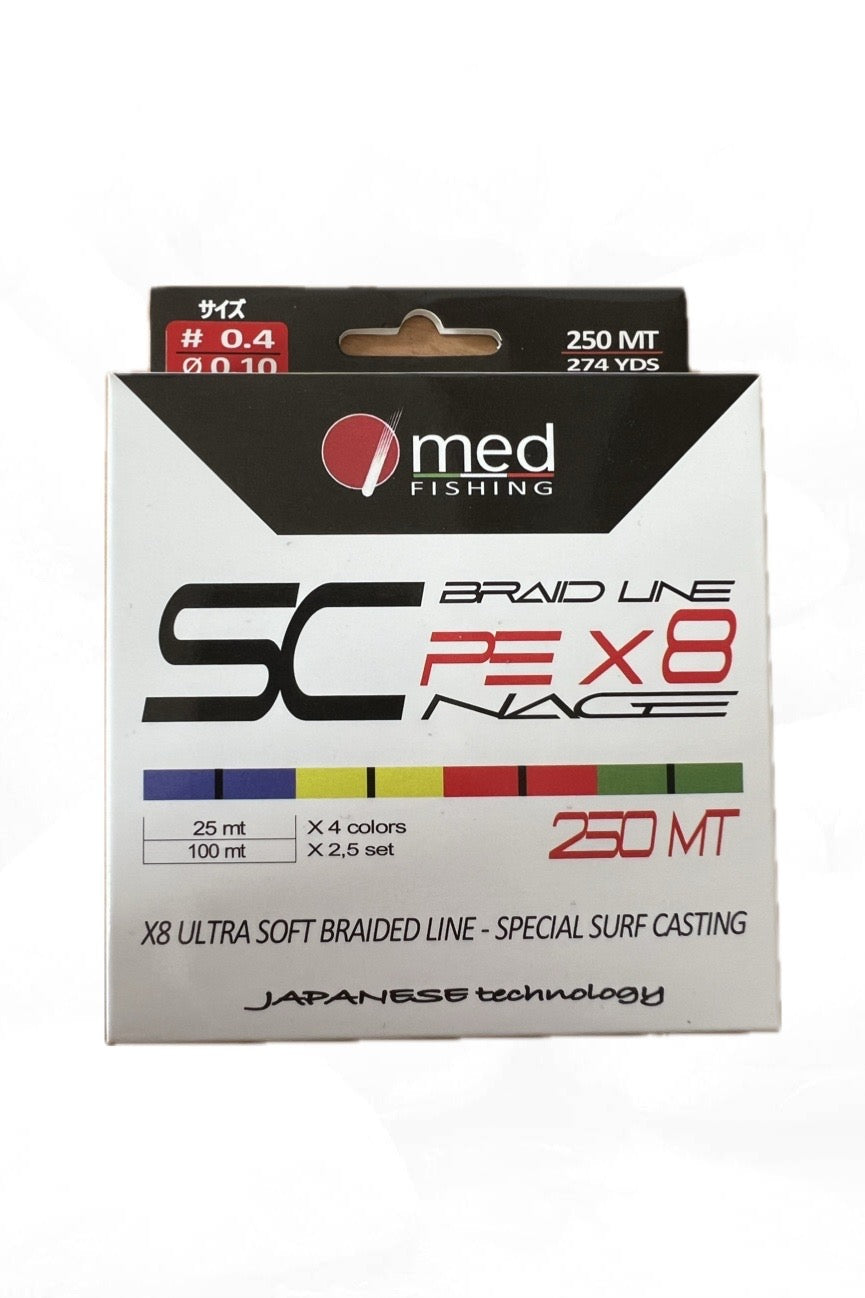 サイズ
# 0.4
Ø 0.10
250 MT
274 YDS
med
FISHING
SC
BRAID LINE
PE X8
NAGE
25 mt X 4 colors
100 mt X 2,5 set
250 MT
X8 ULTRA SOFT BRAIDED LINE - SPECIAL SURF CASTING
JAPANESE technology